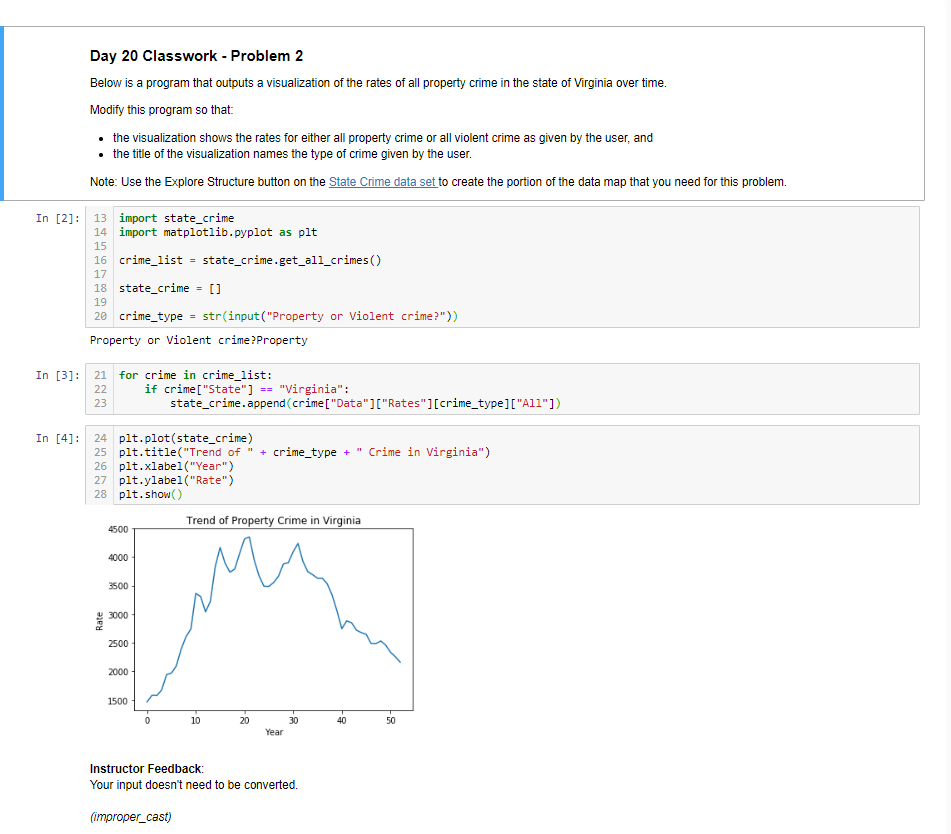 Day 20 Classwork - Problem 2
Below is a program that outputs a visualization of the rates of all property crime in the state of Virginia over time.
Modify this program so that:
• the visualization shows the rates for either all property crime or all violent crime as given by the user, and
• the title of the visualization names the type of crime given by the user.
Note: Use the Explore Structure button on the State Crime data set to create the portion of the data map that you need for this problem.
In [2]:
13 import state_crime
14 import matplotlib.pyplot as plt
15
16 crime_list = state_crime.get_all_crimes()
17
18 state_crime = []
19
20 crime_type = str(input("Property or Violent crime?"))
Property or Violent crime?Property
In [3]:
21 for crime in crime_list:
22     if crime["State"] == "Virginia":
23         state_crime.append(crime["Data"]["Rates"][crime_type]["All"])
In [4]:
24 plt.plot(state_crime)
25 plt.title("Trend of " + crime_type + " Crime in Virginia")
26 plt.xlabel("Year")
27 plt.ylabel("Rate")
28 plt.show()
Trend of Property Crime in Virginia
4500
4000
3500
3000
2500
2000
1500
Rate
0 10 20 30 40 50
Year
Instructor Feedback:
Your input doesn't need to be converted.
(improper_cast)